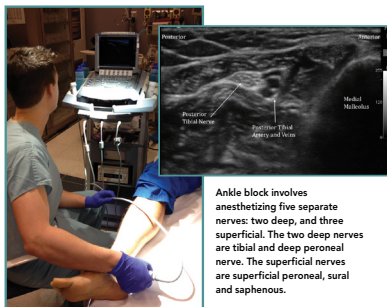 Posterior
Anterior
Posterior
Tibial Nerve
Posterior Tibial
Artery and Veins
Medial
Malleolus
Ankle block involves
anesthetizing five separate
nerves: two deep, and three
superficial. The two deep nerves
are tibial and deep peroneal
nerve. The superficial nerves
are superficial peroneal, sural
and saphenous.